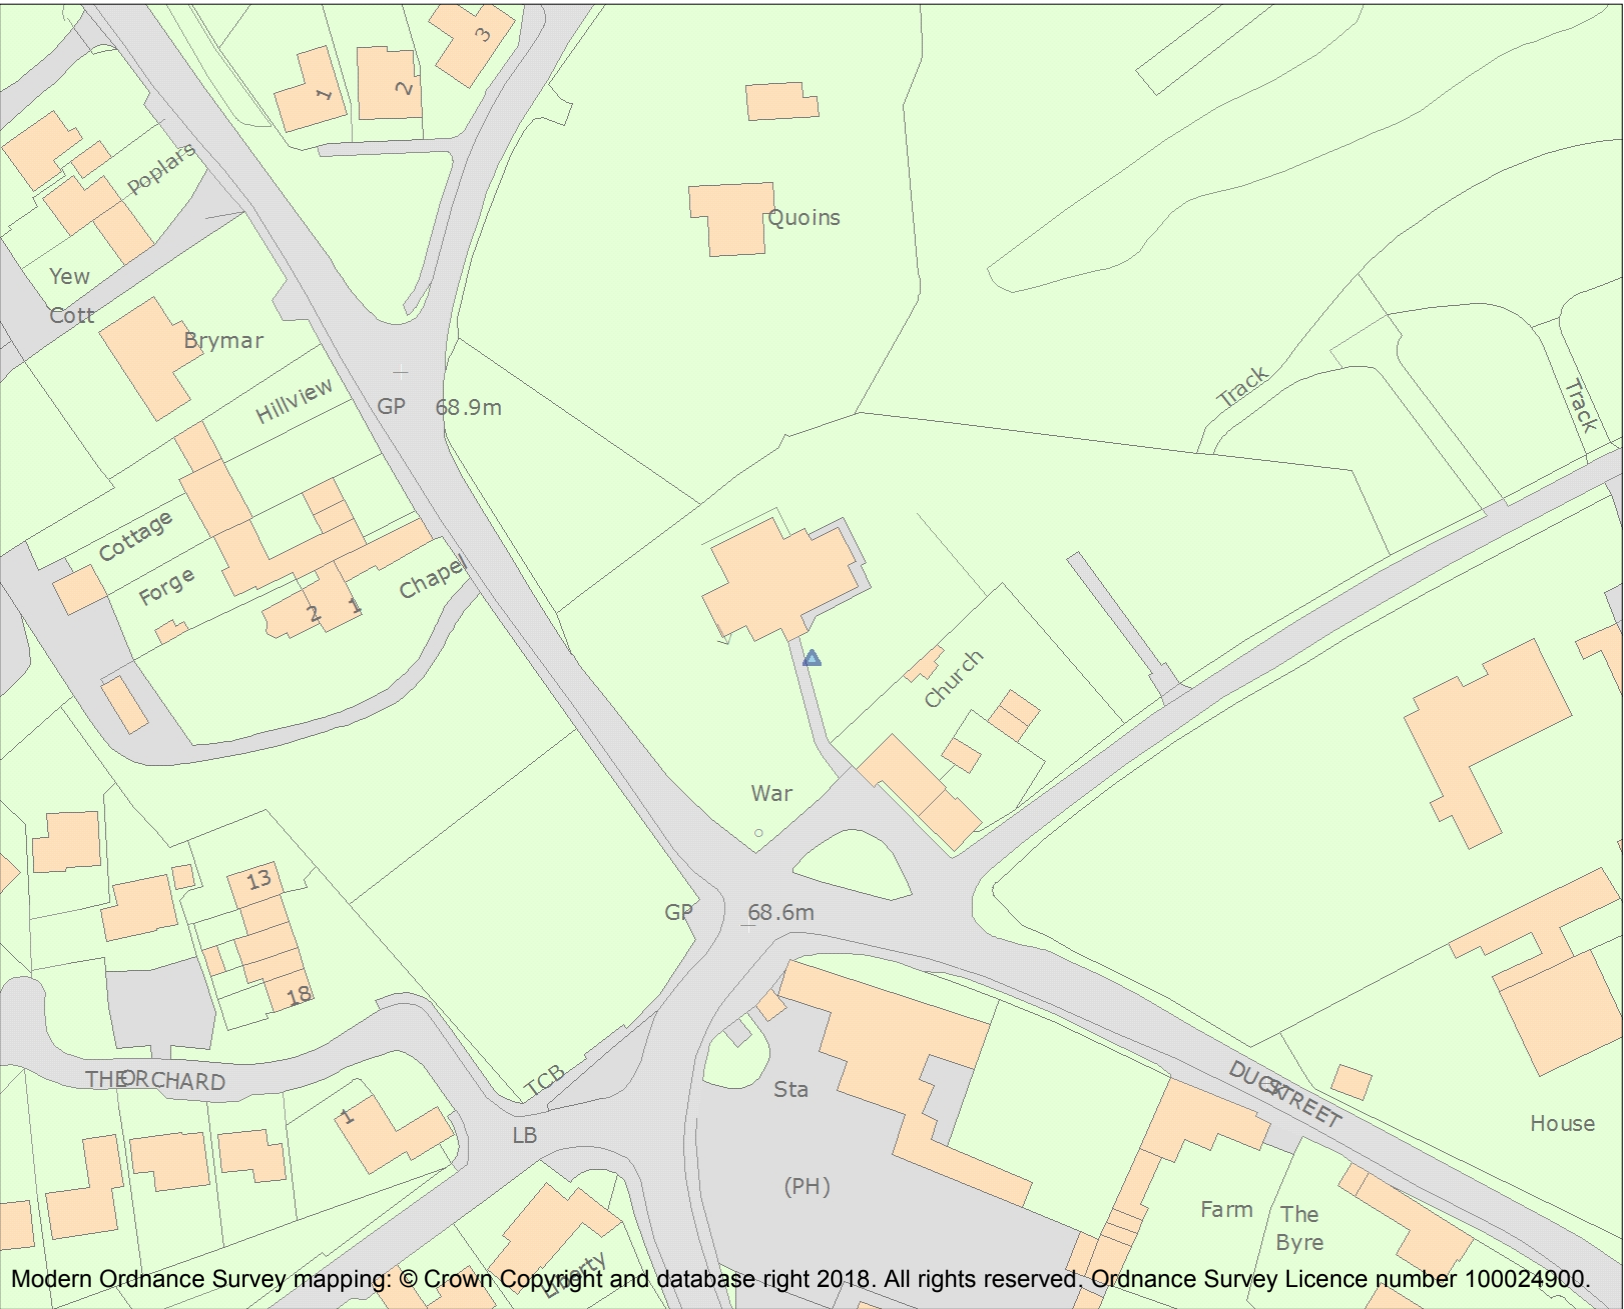 3
1
2
Poplars
Quoins
Yew
Cott
Brymar
Hillview
Track
Track
GP 68.9m
Cottage
Forge
Chapel
2 1
Church
War
13
GP 68.6m
18
THE ORCHARD
TCB
Sta
DUCK STREET
1
LB
House
(PH)
Farm
The
Byre
Liberty
Modern Ordnance Survey mapping: © Crown Copyright and database right 2018. All rights reserved. Ordnance Survey Licence number 100024900.